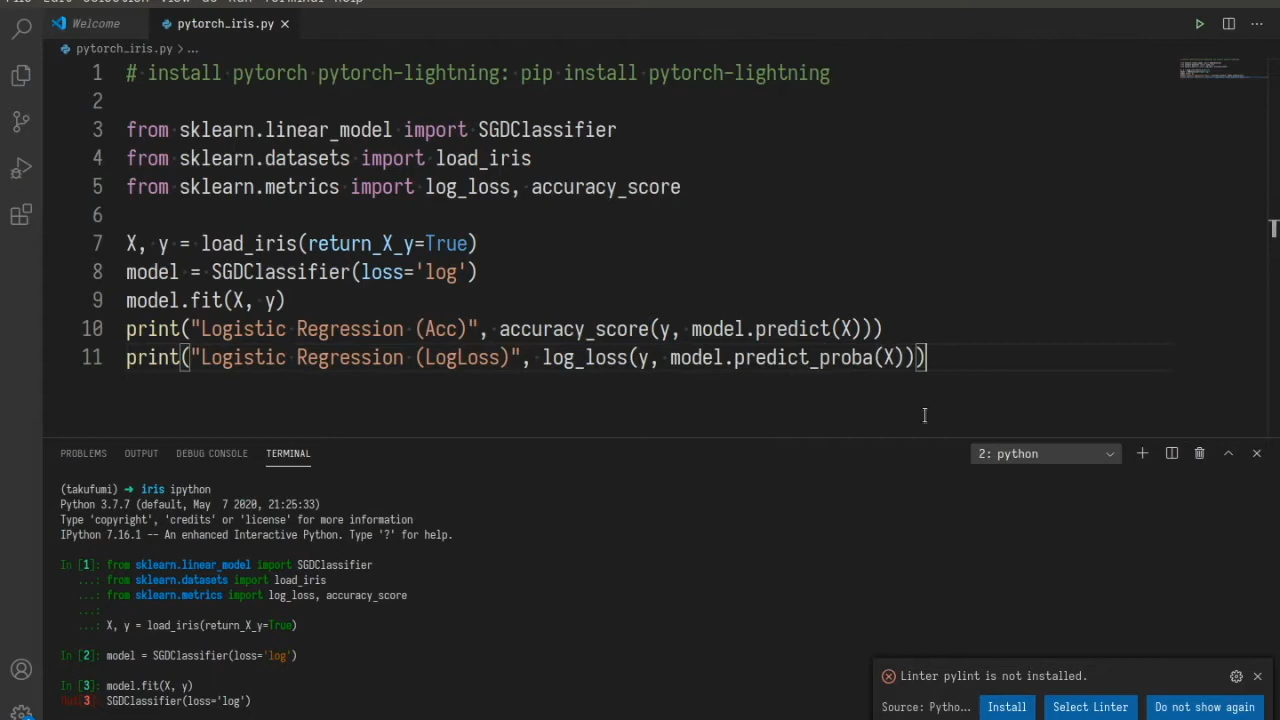 Welcome
pytorch_iris.py
pytorch_iris.py > ...
1 # install pytorch pytorch-lightning: pip install pytorch-lightning
2
3 from sklearn.linear_model import SGDClassifier
4 from sklearn.datasets import load_iris
5 from sklearn.metrics import log_loss, accuracy_score
6
7 X, y = load_iris(return_X_y=True)
8 model = SGDClassifier(loss='log')
9 model.fit(X, y)
10 print("Logistic Regression (Acc)", accuracy_score(y, model.predict(X)))
11 print("Logistic Regression (LogLoss)", log_loss(y, model.predict_proba(X)))
PROBLEMS OUTPUT DEBUG CONSOLE TERMINAL 2: python
(takufumi) ➜ iris ipython
Python 3.7.7 (default, May  7 2020, 21:25:33)
Type 'copyright', 'credits' or 'license' for more information
IPython 7.16.1 -- An enhanced Interactive Python. Type '?' for help.
In [1]: from sklearn.linear_model import SGDClassifier
...: from sklearn.datasets import load_iris
...: from sklearn.metrics import log_loss, accuracy_score
...:
...: X, y = load_iris(return_X_y=True)
In [2]: model = SGDClassifier(loss='log')
In [3]: model.fit(X, y)
3 SGDClassifier(loss='log')
Linter pylint is not installed.
Source: Pytho...
Install
Select Linter
Do not show again